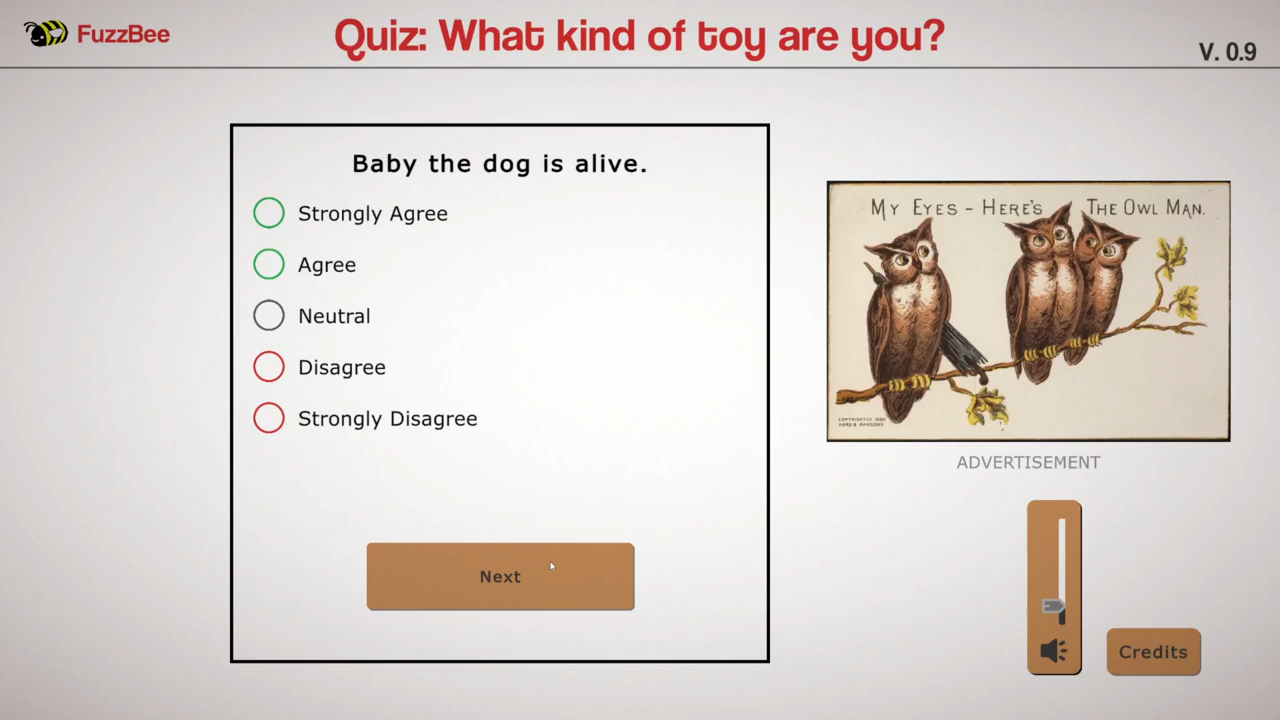 FuzzBee
Quiz: What kind of toy are you?
V. 0.9
Baby the dog is alive.
Strongly Agree
Agree
Neutral
Disagree
Strongly Disagree
Next
MY EYES - HERE'S THE OWL MAN.
ADVERTISEMENT
Credits